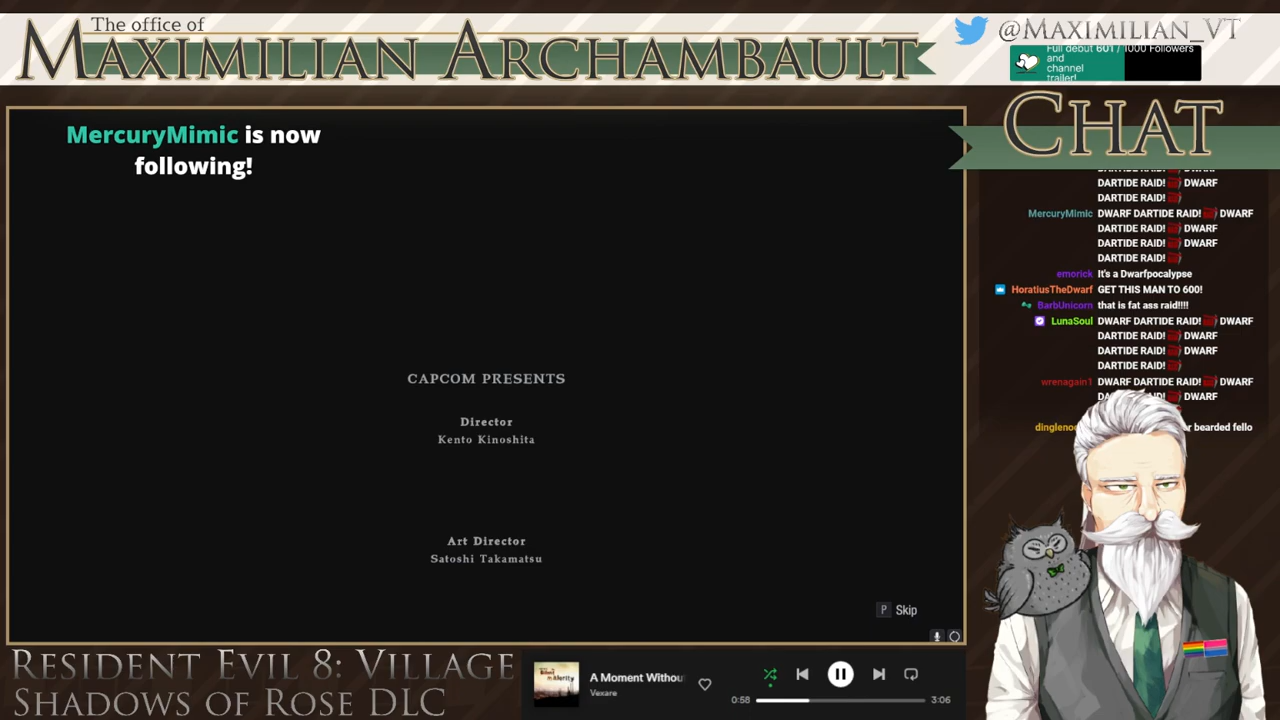 The office of
MAXIMILIAN ARCHAMBAULT
@MAXIMILIAN_VT
Full debut and channel trailer!
601 / 1000 Followers
MercuryMimic is now
following!
CHAT
DARTIDE RAID! DWARF
DARTIDE RAID!
MercuryMimic DWARF DARTIDE RAID! DWARF
DARTIDE RAID! DWARF
DARTIDE RAID! DWARF
DARTIDE RAID!
emorick It's a Dwarfpocalypse
HoratiusTheDwarf GET THIS MAN TO 600!
BarbUnicorn that is fat ass raid!!!!
LunaSoul DWARF DARTIDE RAID! DWARF
DARTIDE RAID! DWARF
DARTIDE RAID! DWARF
DARTIDE RAID!
wrenagain1 DWARF DARTIDE RAID! DWARF
DWARF
bearded fello
CAPCOM PRESENTS
Director
Kento Kinoshita
Art Director
Satoshi Takamatsu
P Skip
RESIDENT EVIL 8: VILLAGE
SHADOWS OF ROSE DLC
A Moment Withou
Vexare
0:58
3:06